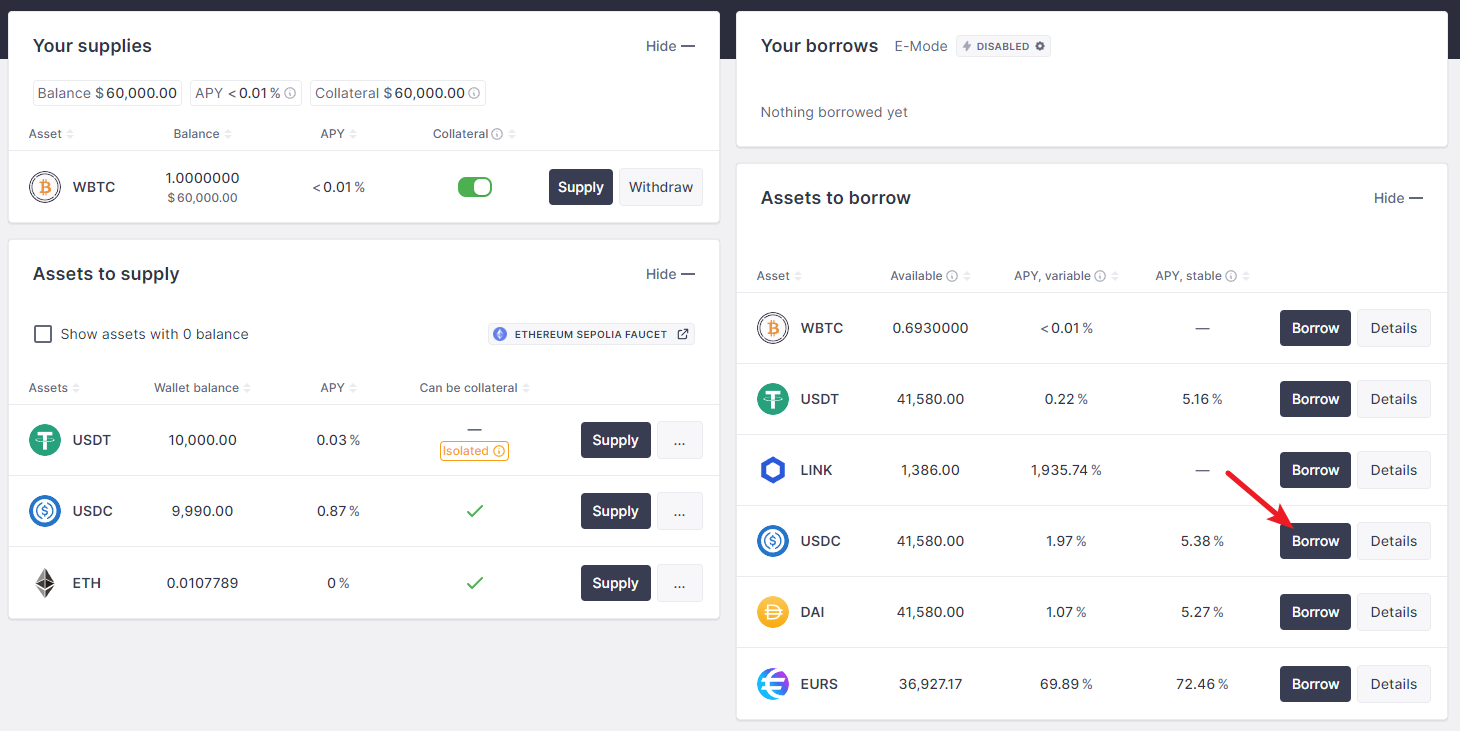 Your supplies
Hide —
Balance $ 60,000.00 APY < 0.01 % Collateral $ 60,000.00
Asset Balance APY Collateral
WBTC 1.0000000 < 0.01 % Supply Withdraw
$ 60,000.00
Assets to supply
Hide —
Show assets with 0 balance ETHEREUM SEPOLIA FAUCET
Assets Wallet balance APY Can be collateral
USDT 10,000.00 0.03 % — Supply ...
Isolated
USDC 9,990.00 0.87 % Supply ...
ETH 0.0107789 0 % Supply ...
Your borrows E-Mode DISABLED
Nothing borrowed yet
Assets to borrow
Hide —
Asset Available APY, variable APY, stable
WBTC 0.6930000 < 0.01 % — Borrow Details
USDT 41,580.00 0.22 % 5.16 % Borrow Details
LINK 1,386.00 1,935.74 % — Borrow Details
USDC 41,580.00 1.97 % 5.38 % Borrow Details
DAI 41,580.00 1.07 % 5.27 % Borrow Details
EURS 36,927.17 69.89 % 72.46 % Borrow Details